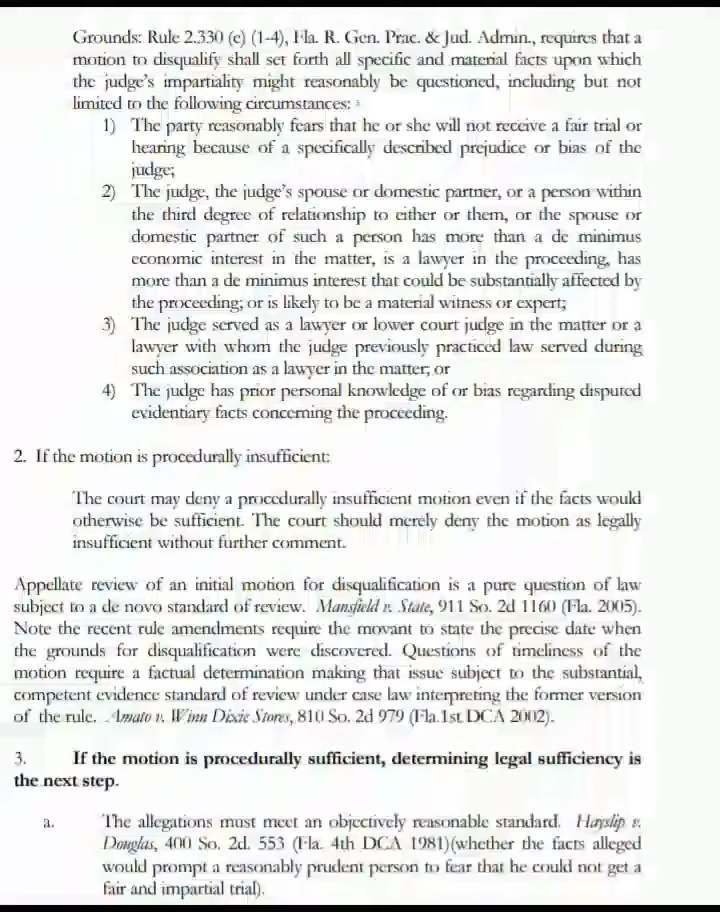 Grounds: Rule 2.330 (e) (1-4), Fla. R. Gen. Prac. & Jud. Admin., requires that a
motion to disqualify shall set forth all specific and material facts upon which
the judge's impartiality might reasonably be questioned, including but not
limited to the following circumstances:
1) The party reasonably fears that he or she will not receive a fair trial or
hearing because of a specifically described prejudice or bias of the
judge;
2) The judge, the judge's spouse or domestic partner, or a person within
the third degree of relationship to either or them, or the spouse or
domestic partner of such a person has more than a de minimus
economic interest in the matter, is a lawyer in the proceeding, has
more than a de minimus interest that could be substantially affected by
the proceeding; or is likely to be a material witness or expert;
3) The judge served as a lawyer or lower court judge in the matter or a
lawyer with whom the judge previously practiced law served during
such association as a lawyer in the matter; or
4) The judge has prior personal knowledge of or bias regarding disputed
evidentiary facts concerning the proceeding.
2. If the motion is procedurally insufficient:
The court may deny a procedurally insufficient motion even if the facts would
otherwise be sufficient. The court should merely deny the motion as legally
insufficient without further comment.
Appellate review of an initial motion for disqualification is a pure question of law
subject to a de novo standard of review. Mansfield v. State, 911 So. 2d 1160 (Fla. 2005).
Note the recent rule amendments require the movant to state the precise date when
the grounds for disqualification were discovered. Questions of timeliness of the
motion require a factual determination making that issue subject to the substantial,
competent evidence standard of review under case law interpreting the former version
of the rule. Amato v. Winn Dixie Stores, 810 So. 2d 979 (Fla.1st DCA 2002).
3. If the motion is procedurally sufficient, determining legal sufficiency is
the next step.
a. The allegations must meet an objectively reasonable standard. Hayslip v.
Douglas, 400 So. 2d. 553 (Fla. 4th DCA 1981)(whether the facts alleged
would prompt a reasonably prudent person to fear that he could not get a
fair and impartial trial).